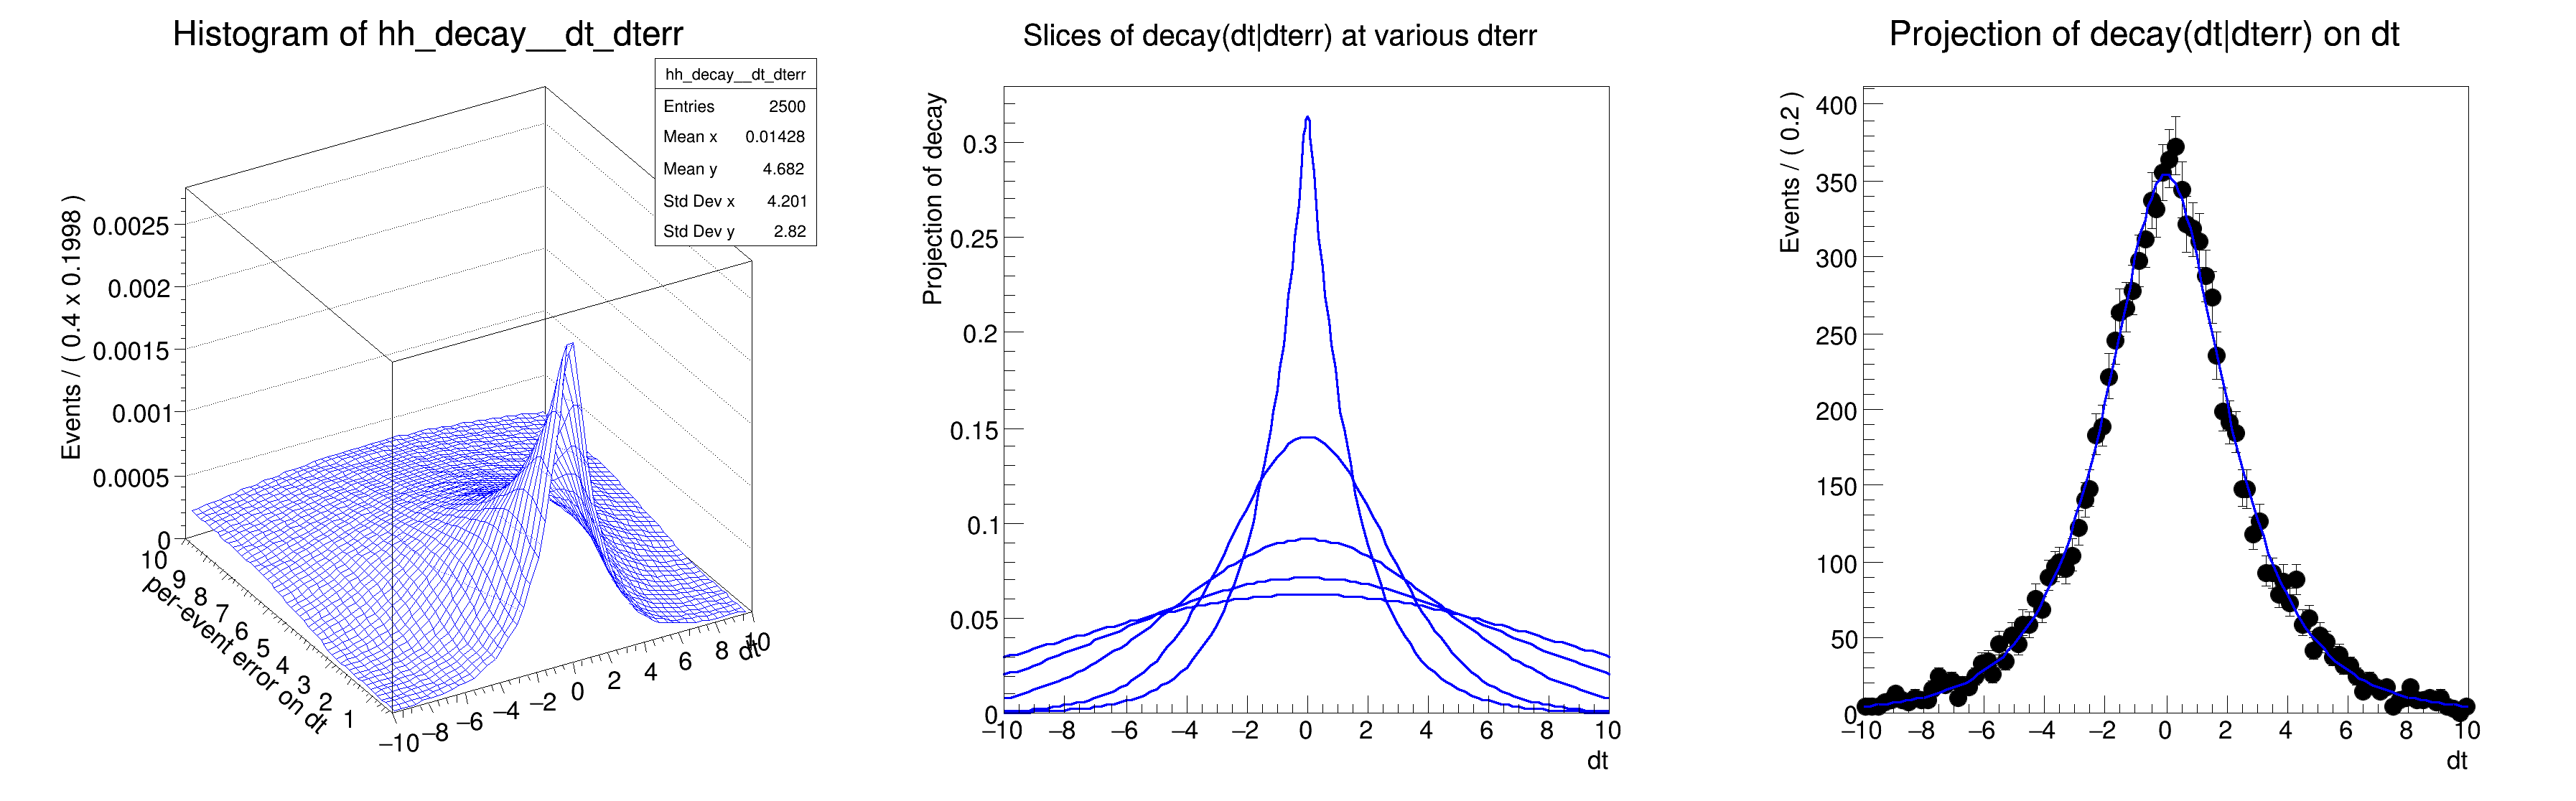 Histogram of hh_decay__dt_dterr
hh_decay__dt_dterr
Entries 2500
Mean x 0.01428
Mean y 4.682
Std Dev x 4.201
Std Dev y 2.82
Events / ( 0.4 x 0.1998 )
0.0025
0.002
0.0015
0.001
0.0005
0
10 9 8 7 6 5 4 3 2 1
per-event error on dt
−10 −8 −6 −4 −2 0 2 4 6 8 10
dt
Slices of decay(dt|dterr) at various dterr
Projection of decay
0.3
0.25
0.2
0.15
0.1
0.05
0
−10 −8 −6 −4 −2 0 2 4 6 8 10
dt
Projection of decay(dt|dterr) on dt
Events / ( 0.2 )
400
350
300
250
200
150
100
50
0
−10 −8 −6 −4 −2 0 2 4 6 8 10
dt